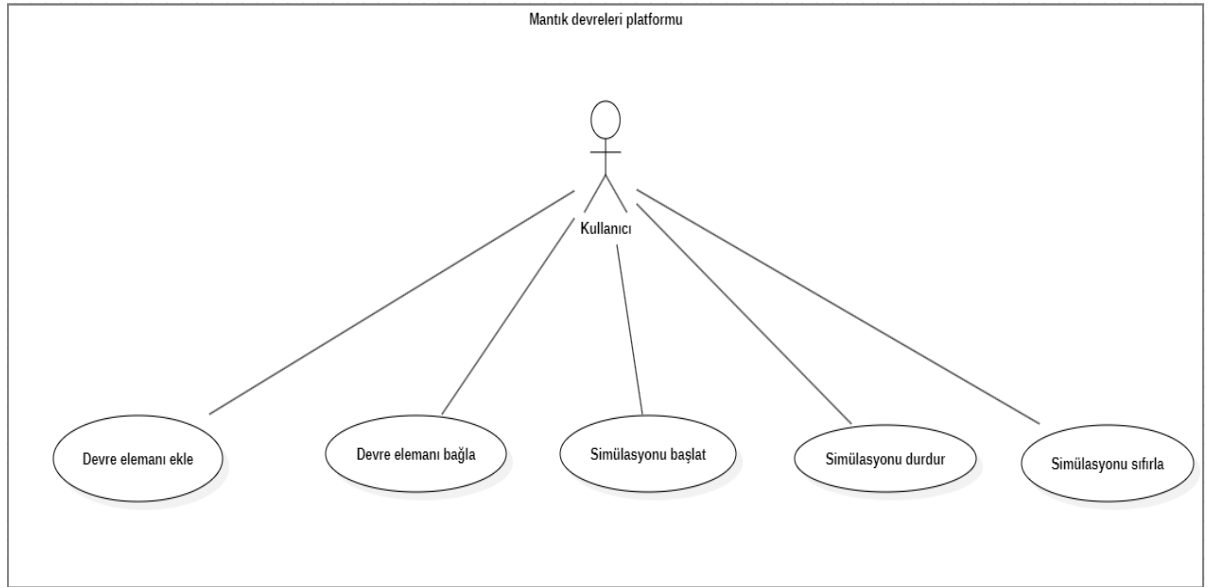 Mantık devreleri platformu
Kullanıcı
Devre elemanı ekle
Devre elemanı bağla
Simülasyonu başlat
Simülasyonu durdur
Simülasyonu sıfırla